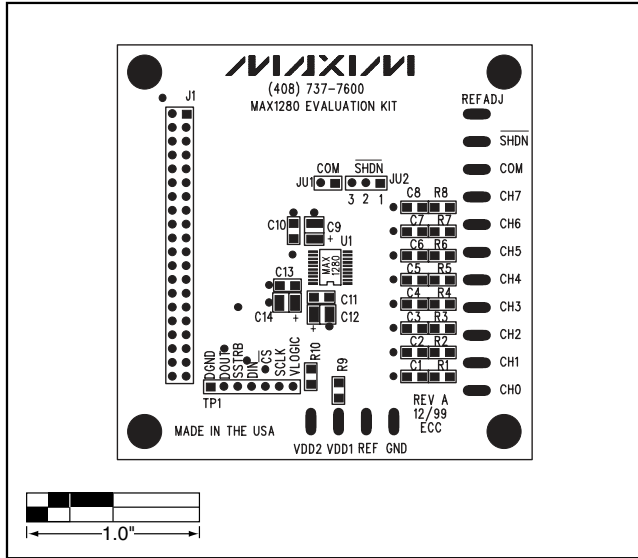 MAXIM
(408) 737-7600
MAX1280 EVALUATION KIT
J1
REFADJ
SHDN
COM
CH7
CH6
CH5
CH4
CH3
CH2
CH1
CH0
COM
SHDN
JU1
JU2
3 2 1
C8 R8
C7 R7
C6 R6
C5 R5
C4 R4
C3 R3
C2 R2
C1 R1
C10
C9
+
U1
MAX
1280
C13
C14
+
C11
C12
+
R10
R9
DGND
DOUT
SSTRB
DIN
CS
SCLK
VLOGIC
TP1
REV A
12/99
ECC
MADE IN THE USA
VDD2 VDD1 REF GND
1.0"